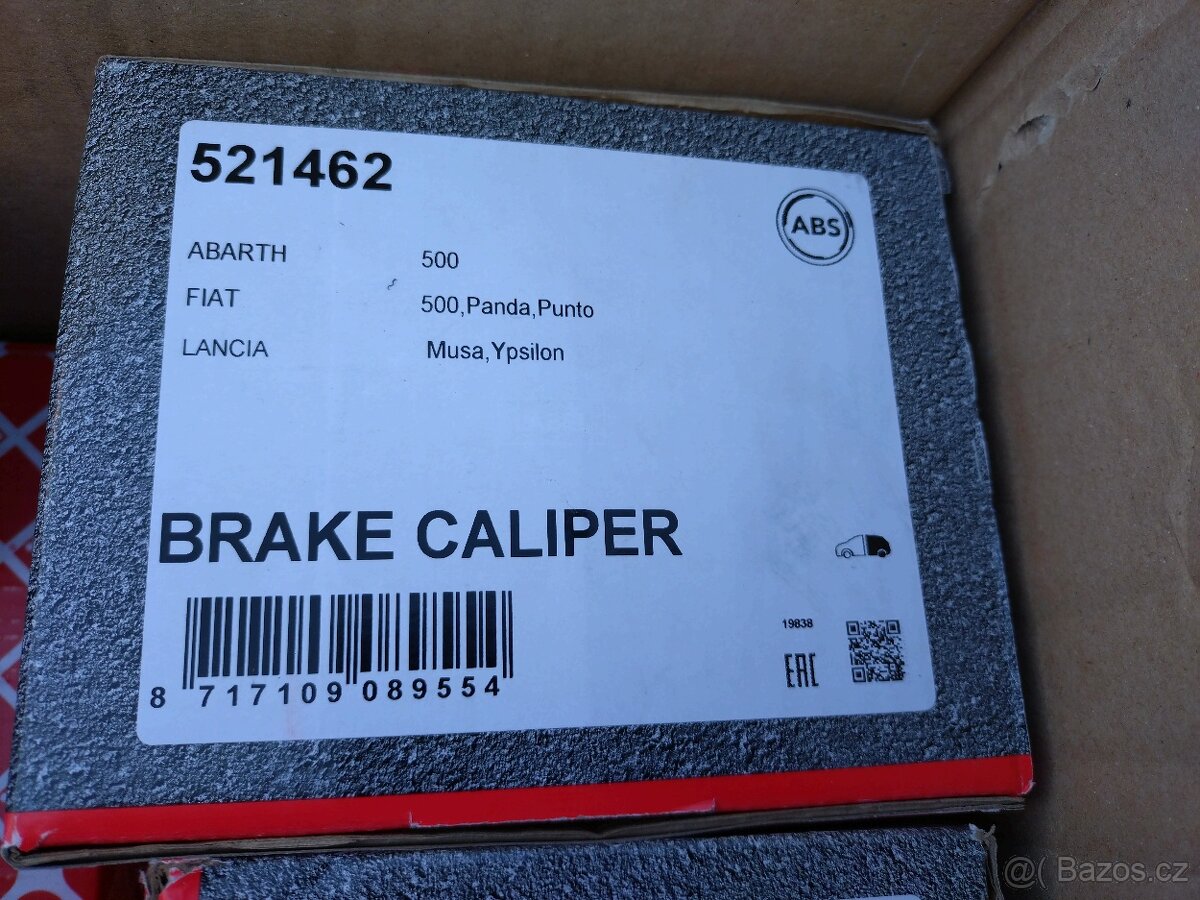 521462
ABS
ABARTH 500
FIAT 500,Panda,Punto
LANCIA Musa,Ypsilon
BRAKE CALIPER
19838
EAC
8 717109 089554
@( Bazos.cz